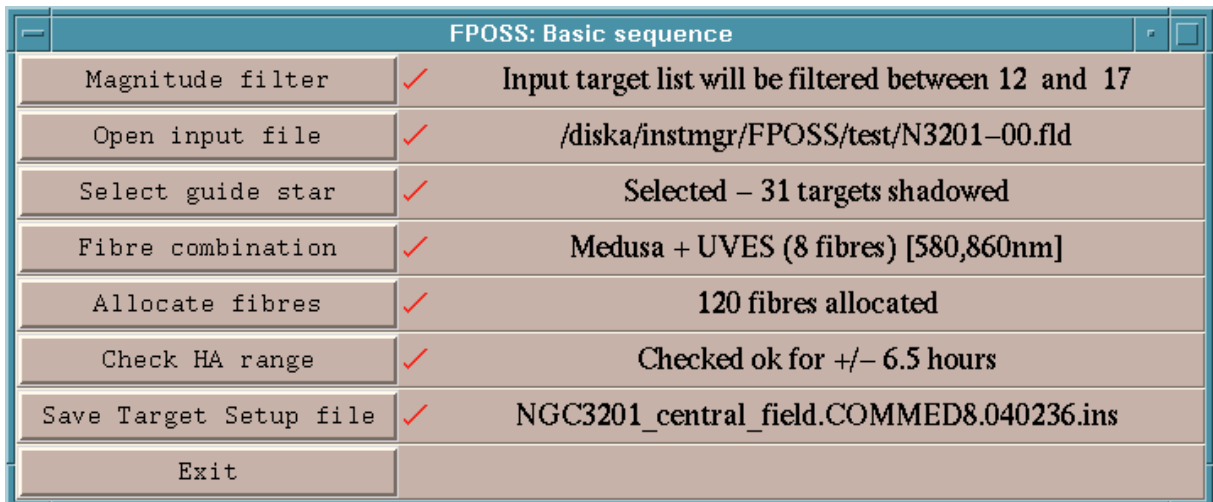 FPOSS: Basic sequence
Magnitude filter Input target list will be filtered between 12 and 17
Open input file /diska/instmgr/FPOSS/test/N3201-00.fld
Select guide star Selected – 31 targets shadowed
Fibre combination Medusa + UVES (8 fibres) [580,860nm]
Allocate fibres 120 fibres allocated
Check HA range Checked ok for +/– 6.5 hours
Save Target Setup file NGC3201_central_field.COMMED8.040236.ins
Exit